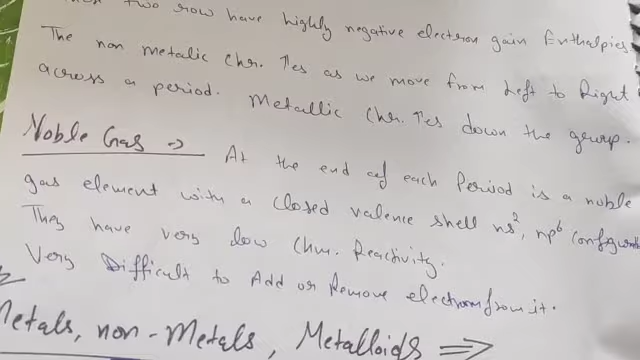 two row have highly negative electron gain Enthalpies
The non metalic Chr. ↑es as we move from Left to Right
across a period. Metallic Chr. ↑es down the group.
Noble Gas → At the end of each Period is a noble
gas element with a closed valence shell ns², np⁶ configurat
They have very low Chm. Reactivity.
Very Difficult to Add or Remove electron from it.
Metals, non-Metals, Metalloids ⇒